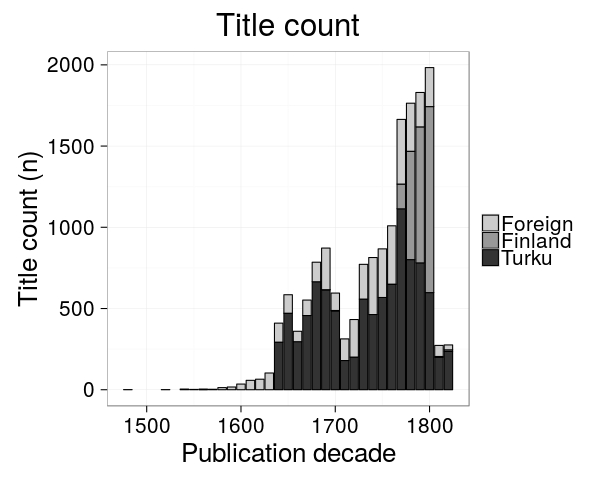 Title count
Title count (n)
2000
1500
1000
500
0
1500 1600 1700 1800
Publication decade
Foreign
Finland
Turku